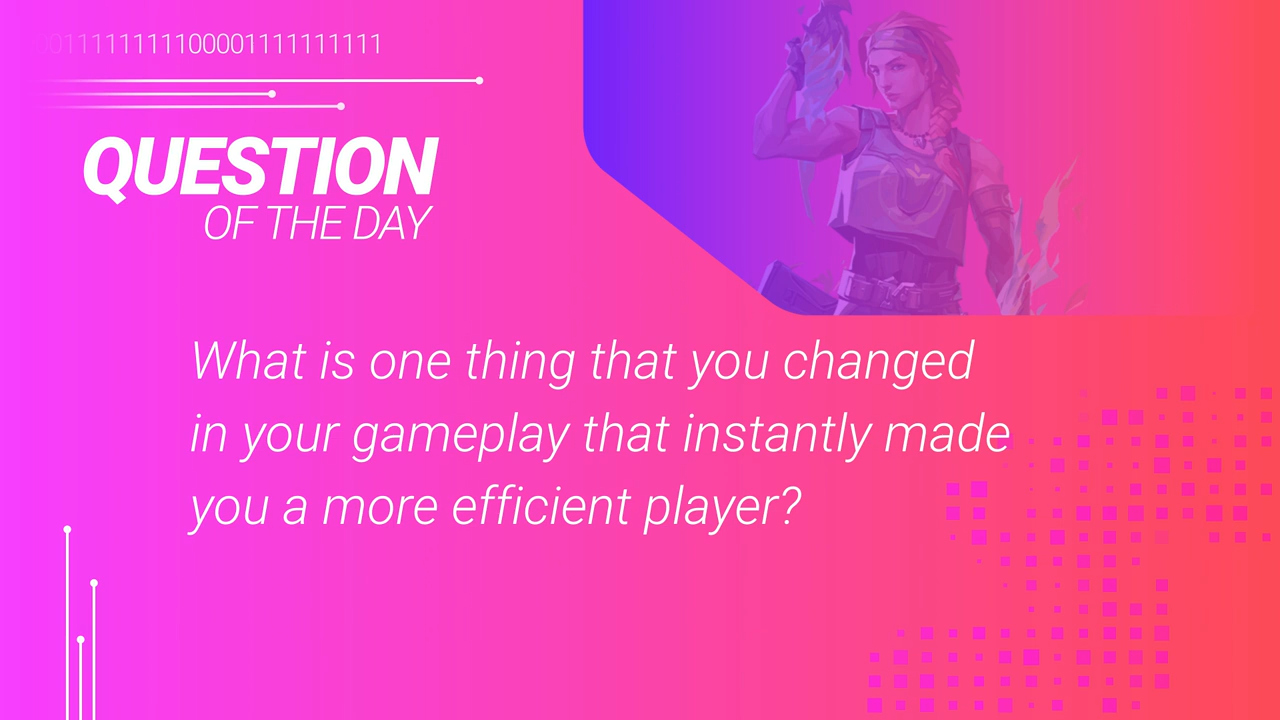 001111111111000011111111111
QUESTION
OF THE DAY
What is one thing that you changed
in your gameplay that instantly made
you a more efficient player?